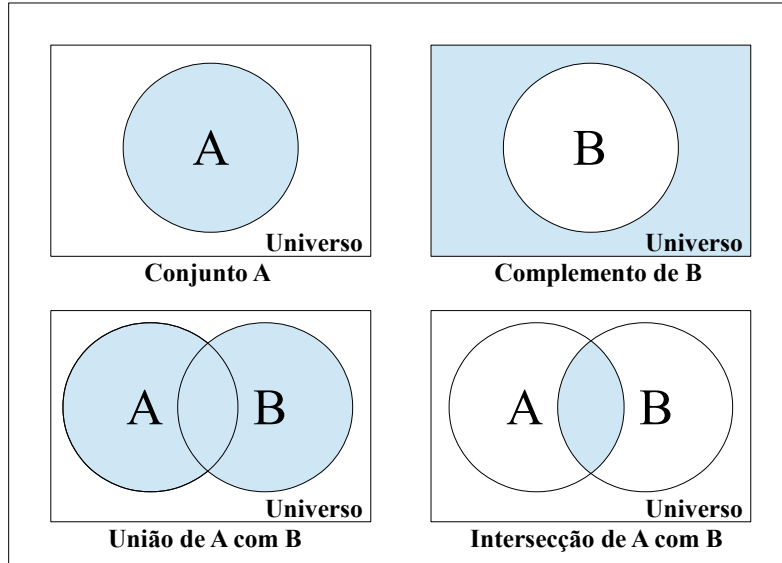 A
Universo
Conjunto A
B
Universo
Complemento de B
A B
Universo
União de A com B
A B
Universo
Intersecção de A com B